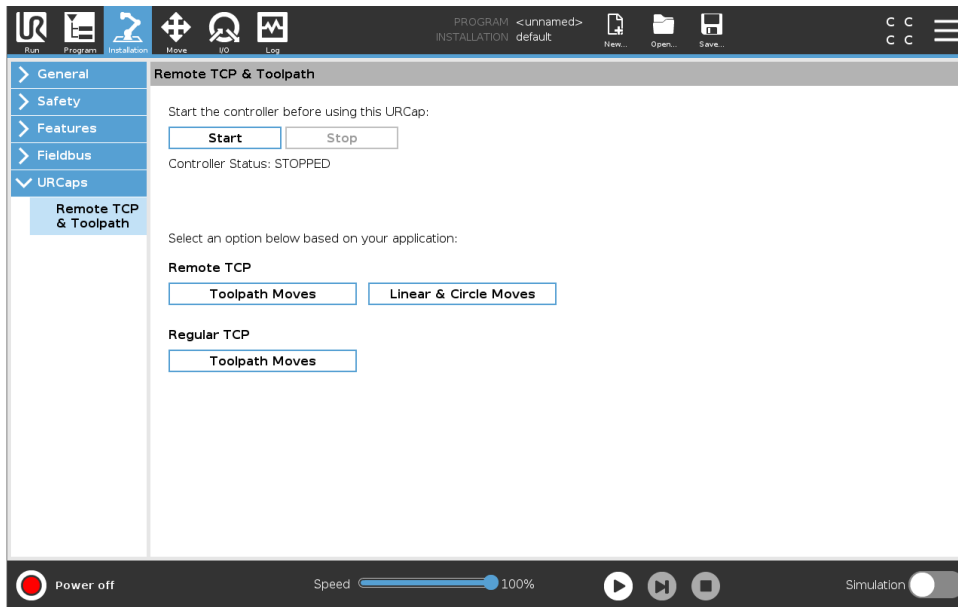 UR
Run
Program
Installation
Move
I/O
Log
PROGRAM <unnamed>
INSTALLATION default
New...
Open...
Save...
C C
C C
General
Safety
Features
Fieldbus
URCaps
Remote TCP
& Toolpath
Remote TCP & Toolpath
Start the controller before using this URCap:
Start Stop
Controller Status: STOPPED
Select an option below based on your application:
Remote TCP
Toolpath Moves Linear & Circle Moves
Regular TCP
Toolpath Moves
Power off
Speed 100%
Simulation